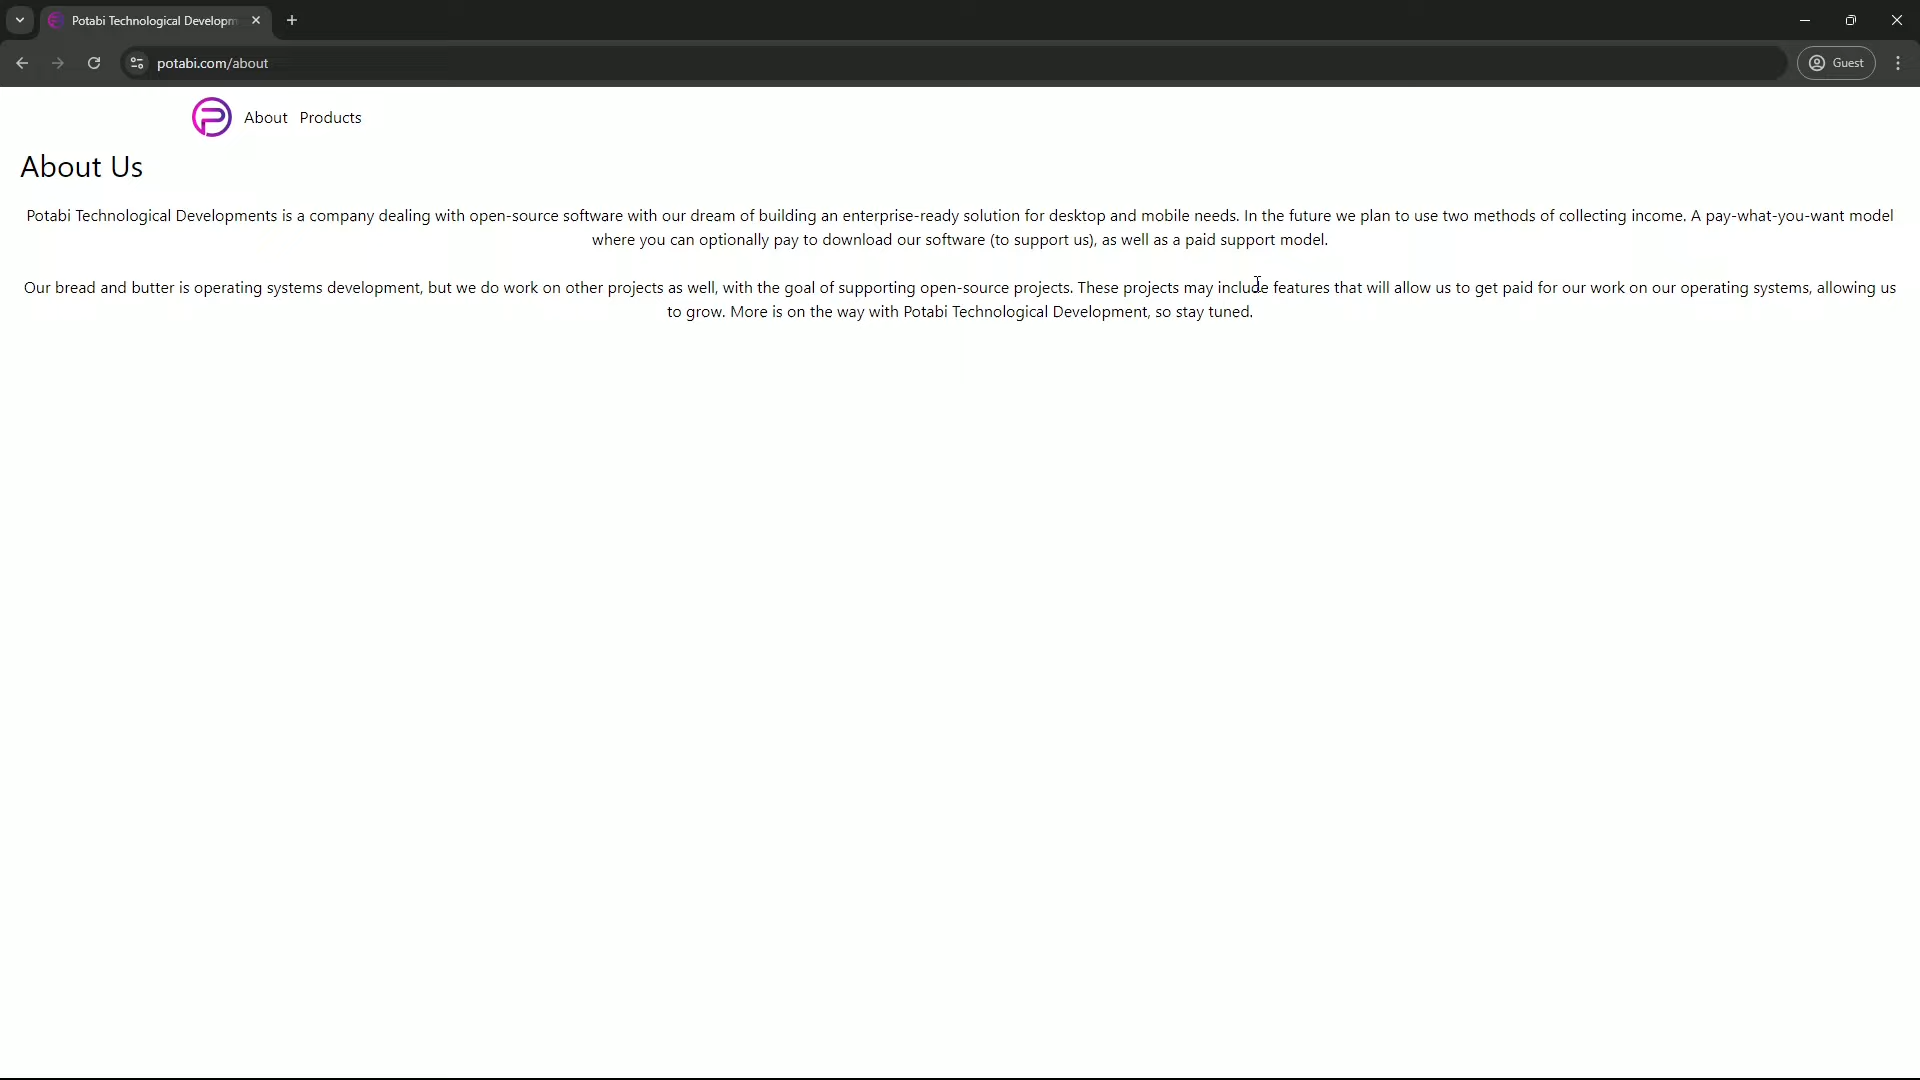 Potabi Technological Developm
potabi.com/about
Guest
About Products
About Us
Potabi Technological Developments is a company dealing with open-source software with our dream of building an enterprise-ready solution for desktop and mobile needs. In the future we plan to use two methods of collecting income. A pay-what-you-want model
where you can optionally pay to download our software (to support us), as well as a paid support model.
Our bread and butter is operating systems development, but we do work on other projects as well, with the goal of supporting open-source projects. These projects may include features that will allow us to get paid for our work on our operating systems, allowing us
to grow. More is on the way with Potabi Technological Development, so stay tuned.